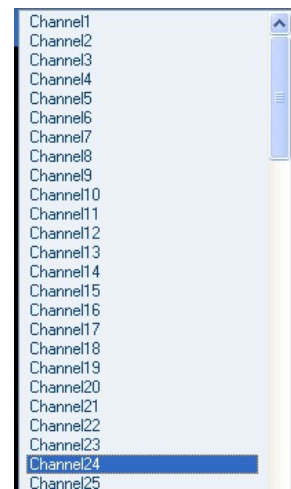 Channel1
Channel2
Channel3
Channel4
Channel5
Channel6
Channel7
Channel8
Channel9
Channel10
Channel11
Channel12
Channel13
Channel14
Channel15
Channel16
Channel17
Channel18
Channel19
Channel20
Channel21
Channel22
Channel23
Channel24
Channel25